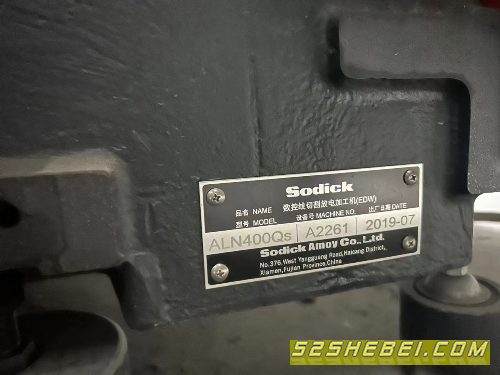 Sodick
品名 NAME 数控线切割放电加工机(EDW)
型号 MODEL 设备号 MACHINE NO. 出厂日期 DATE
ALN400Qs A2261 2019-07
Sodick Amoy Co., Ltd.
No.376, West Yangguang Road, Haicang District,
Xiamen, Fujian Province, China
52SHEBEI.COM